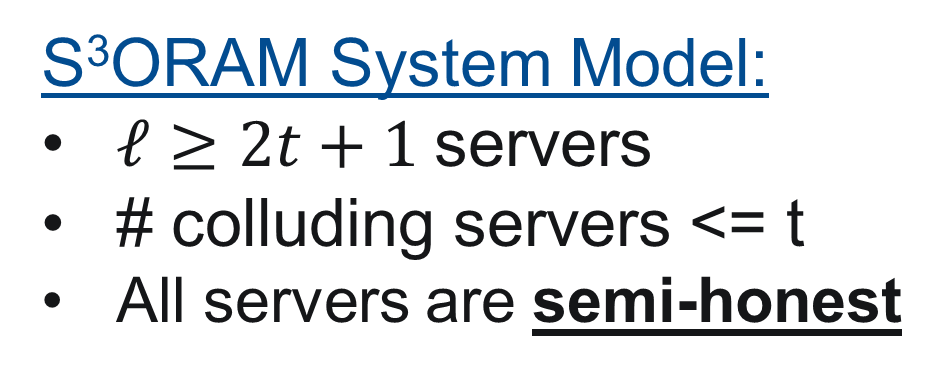 S³ORAM System Model:
• ℓ ≥ 2t + 1 servers
• # colluding servers <= t
• All servers are semi-honest